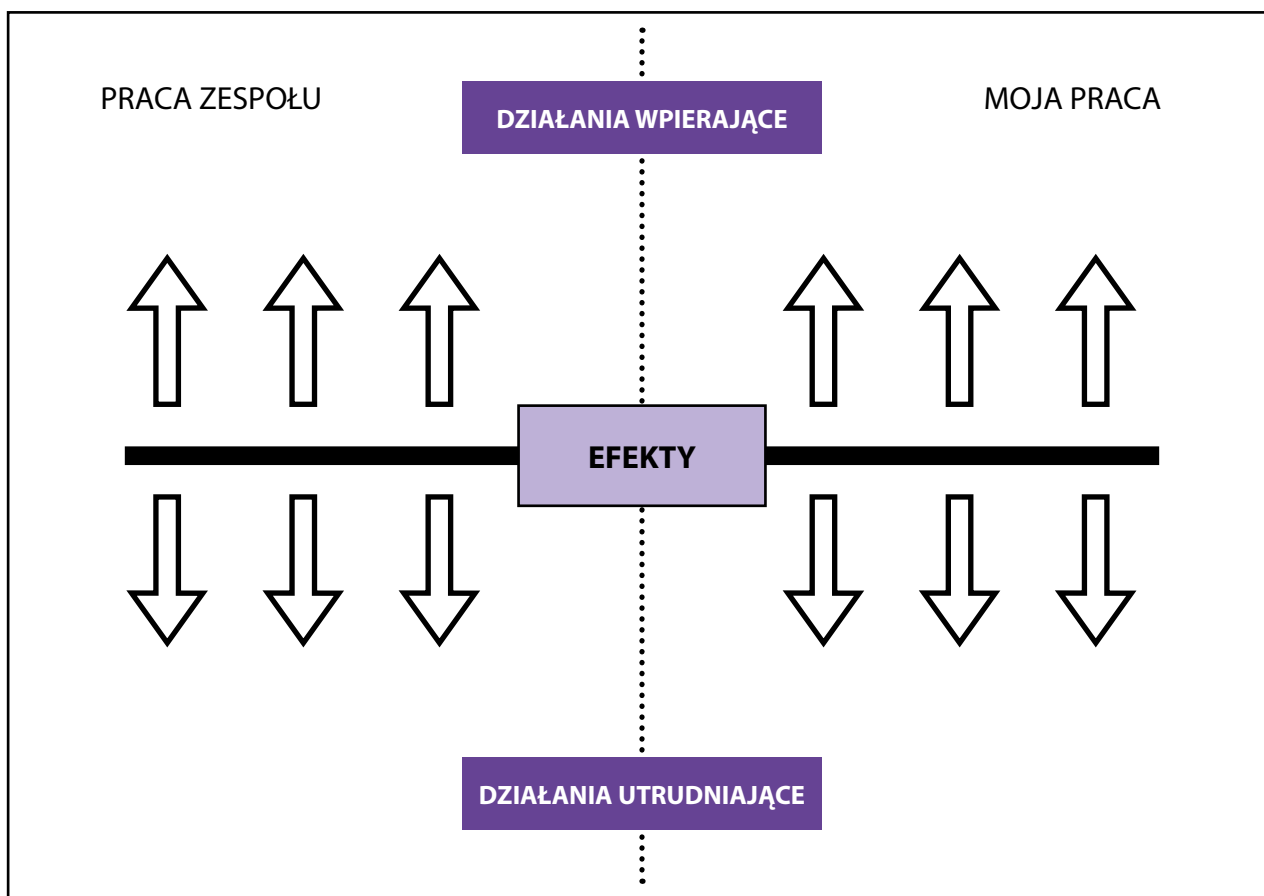 PRACA ZESPOŁU
DZIAŁANIA WPIERAJĄCE
MOJA PRACA
EFEKTY
DZIAŁANIA UTRUDNIAJĄCE